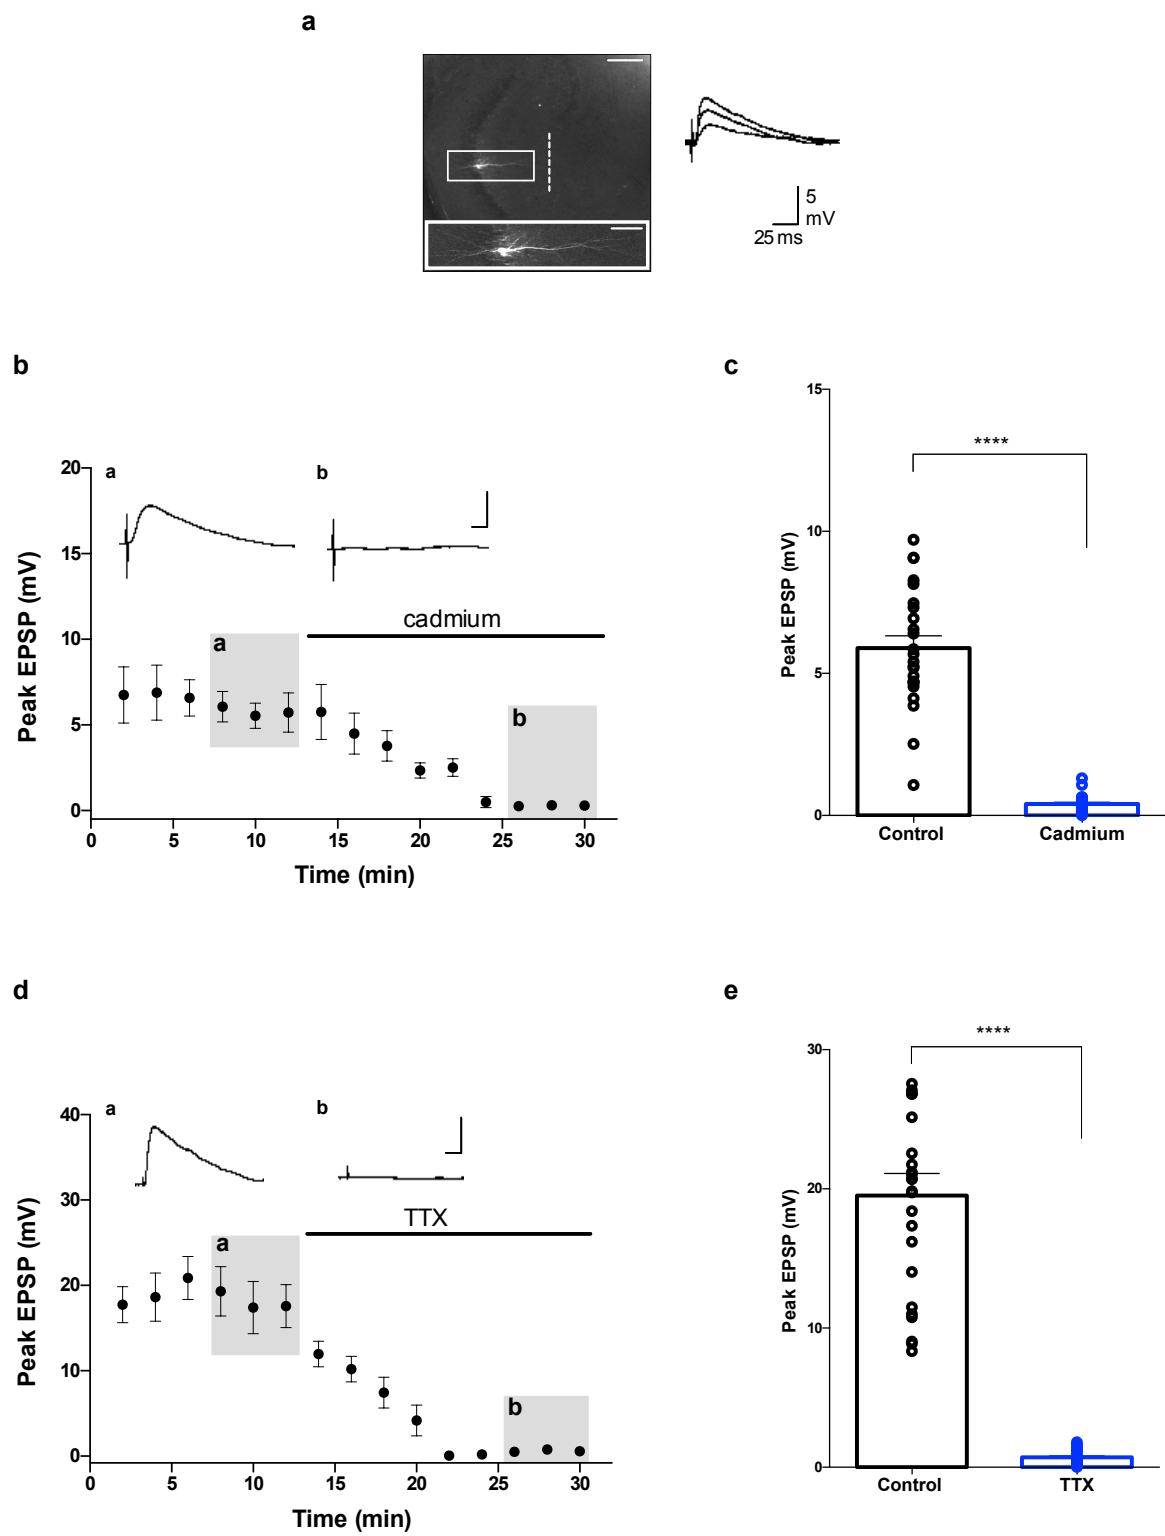 a
5
mV
25 ms
b
c
Peak EPSP (mV)
20
15
10
5
0
a
b
cadmium
a
b
0
5
10
15
20
25
30
Time (min)
Peak EPSP (mV)
15
10
5
0
****
Control
Cadmium
d
e
Peak EPSP (mV)
40
30
20
10
0
a
b
TTX
a
b
0
5
10
15
20
25
30
Time (min)
Peak EPSP (mV)
30
20
10
0
****
Control
TTX